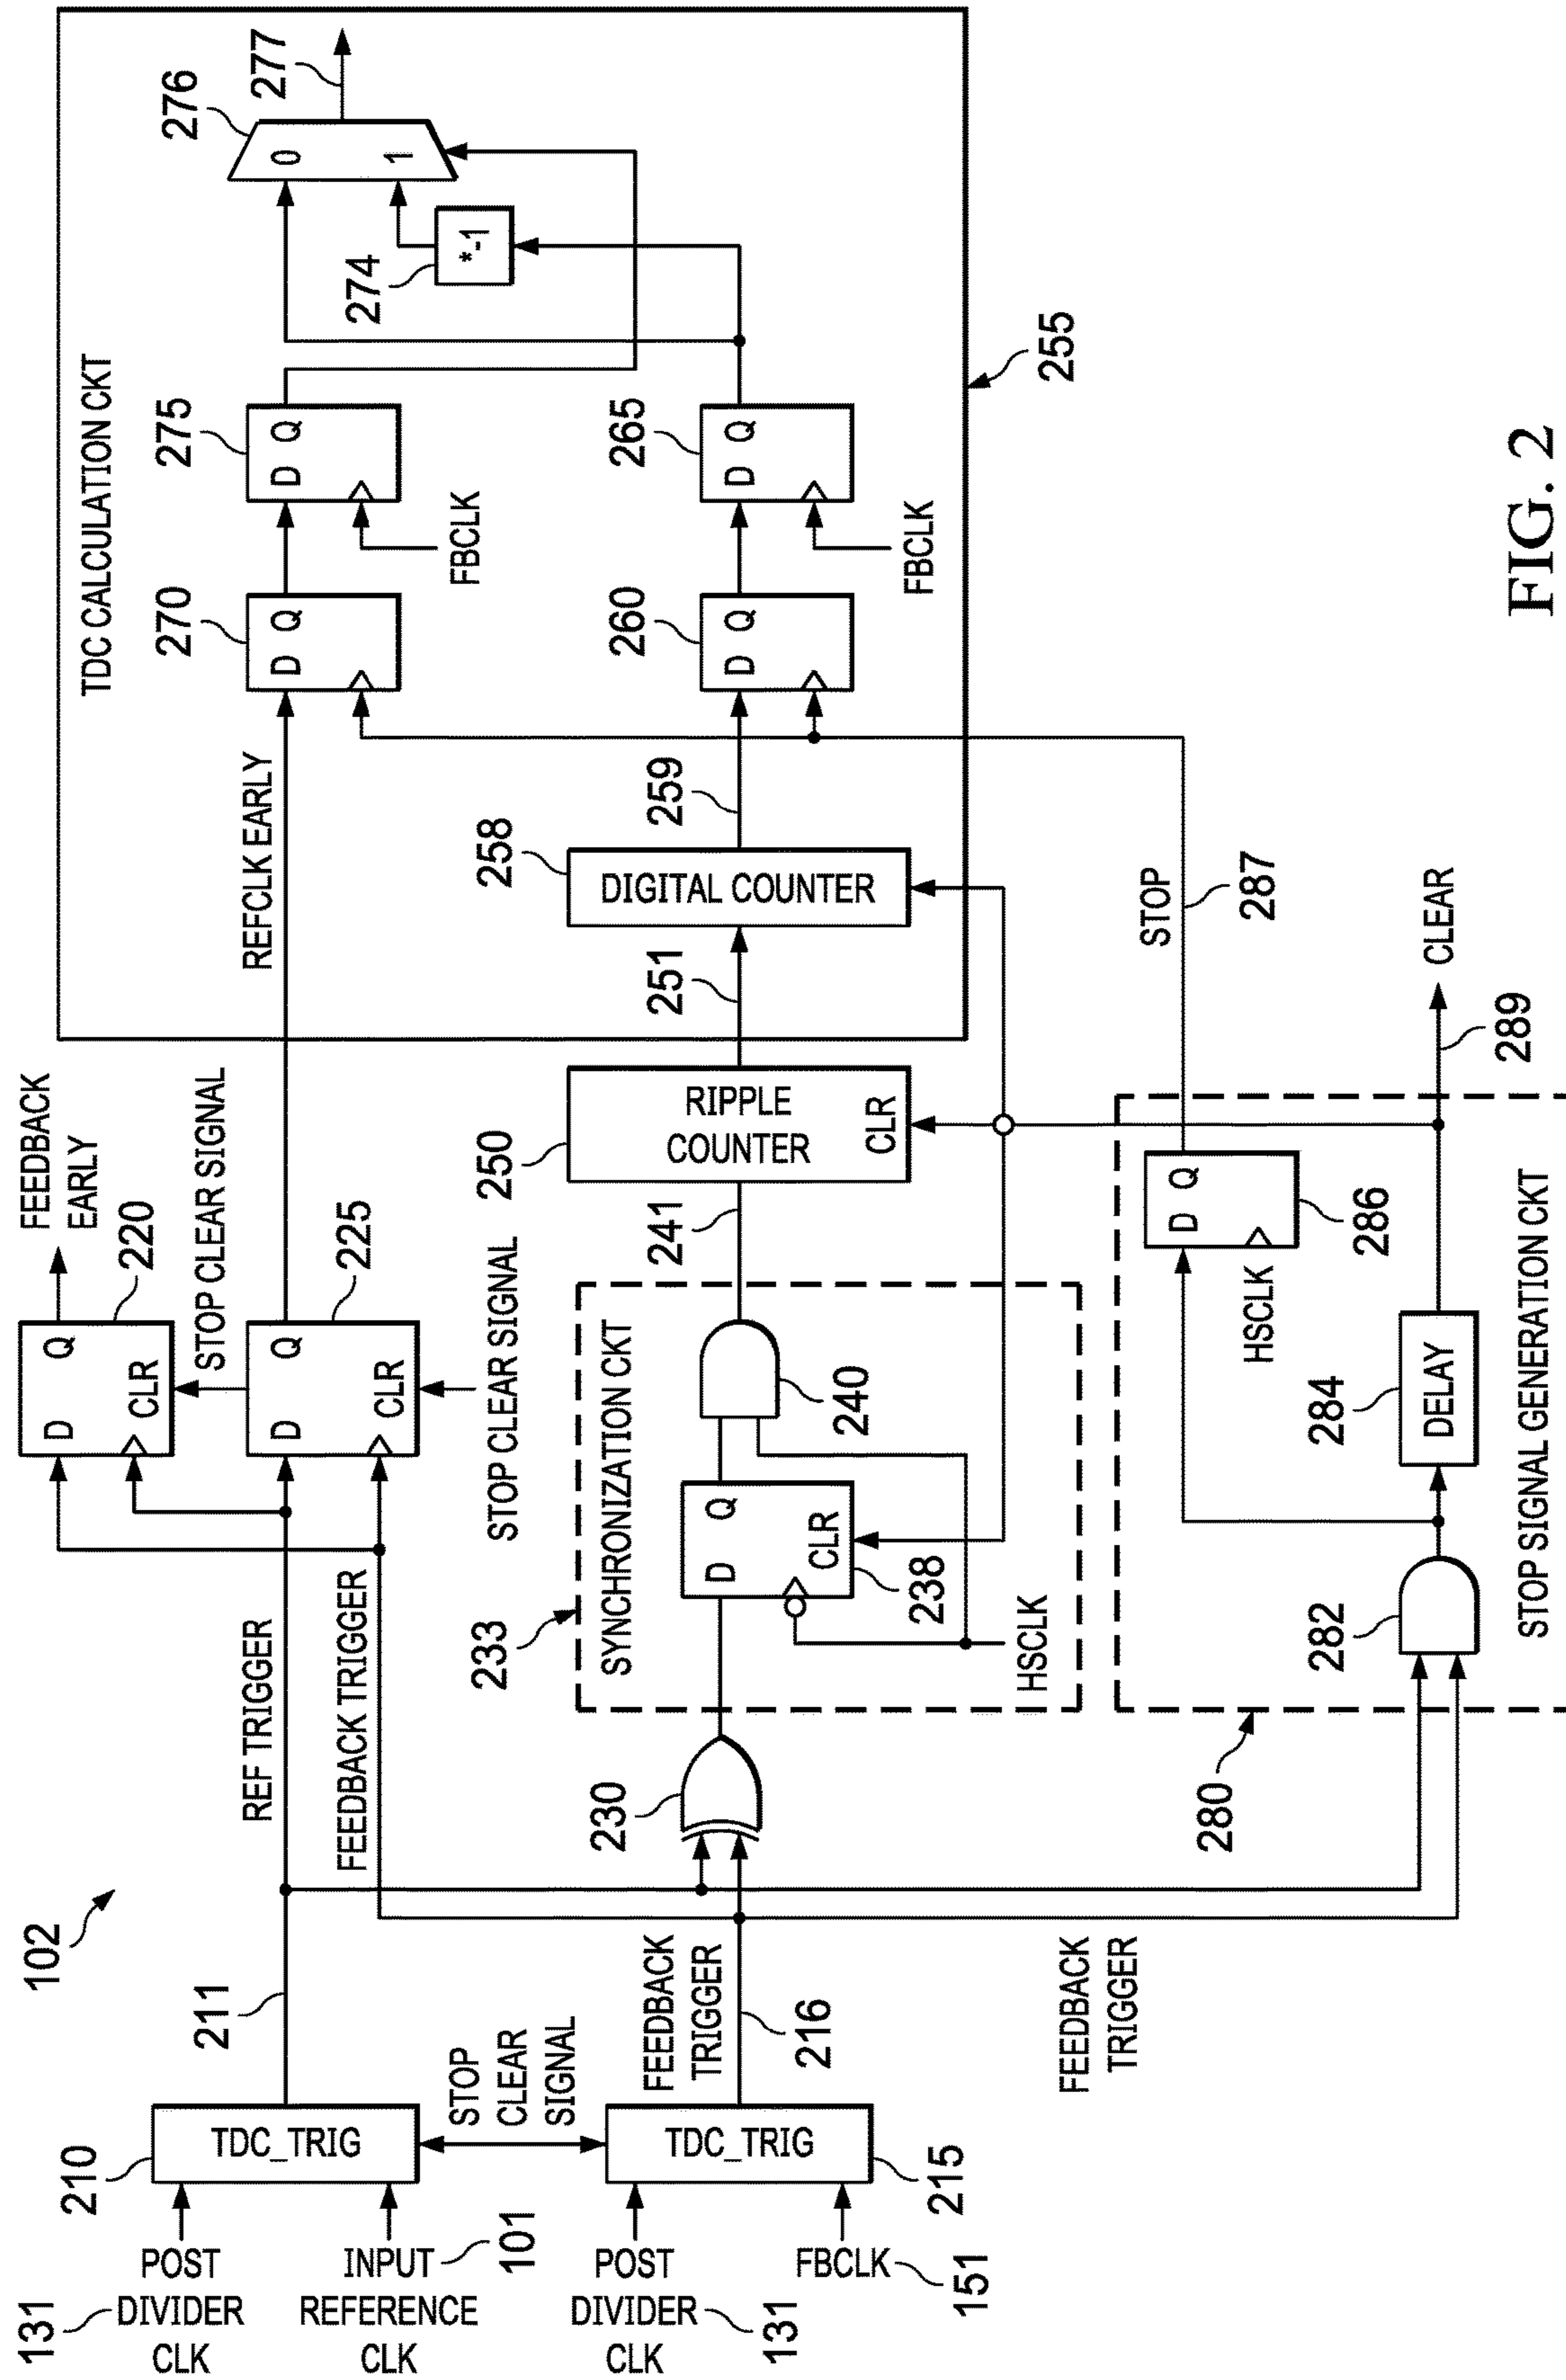 102
131
POST
DIVIDER
CLK
INPUT
REFERENCE
CLK
101
210
TDC_TRIG
211
REF TRIGGER
FEEDBACK TRIGGER
STOP
CLEAR
SIGNAL
POST
DIVIDER
CLK
131
FBCLK
151
TDC_TRIG
215
FEEDBACK
TRIGGER
216
FEEDBACK
TRIGGER
D Q
CLR
220
FEEDBACK
EARLY
STOP CLEAR SIGNAL
D Q
CLR
225
STOP CLEAR SIGNAL
230
233
SYNCHRONIZATION CKT
D Q
CLR
238
HSCLK
240
241
250
RIPPLE
COUNTER
CLR
251
TDC CALCULATION CKT
REFCLK EARLY
258
DIGITAL COUNTER
259
270
D Q
275
D Q
FBCLK
260
D Q
265
D Q
FBCLK
274
*-1
276
0
1
277
255
280
282
284
DELAY
D Q
HSCLK
286
STOP SIGNAL GENERATION CKT
STOP
287
CLEAR
289
FIG. 2